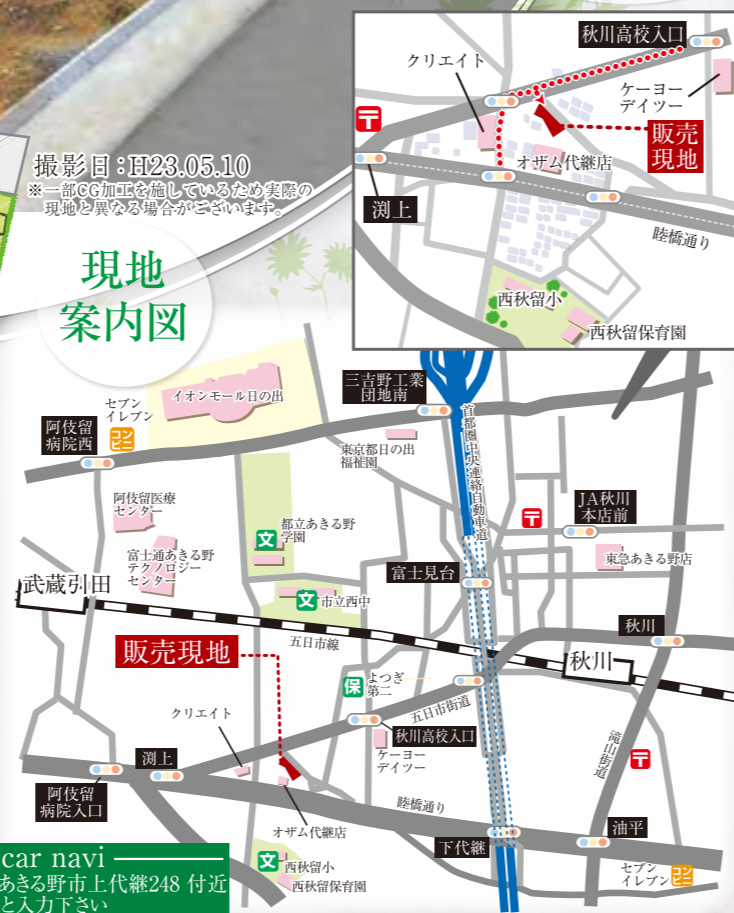 撮影日：H23.05.10
※一部CG加工を施しているため実際の
現地と異なる場合がございます。
現地
案内図
秋川高校入口
クリエイト
ケーヨー
デイツー
販売
現地
オザム代継店
渕上
睦橋通り
西秋留小
西秋留保育園
三吉野工業
団地南
イオンモール日の出
セブン
イレブン
コンビニ
阿伎留
病院西
東京都日の出
福祉園
首都圏中央連絡自動車道
阿伎留医療
センター
都立あきる野
学園
文
JA秋川
本店前
富士通あきる野
テクノロジー
センター
東急あきる野店
富士見台
武蔵引田
文
市立西中
五日市線
秋川
秋川
販売現地
保
よつぎ
第二
五日市街道
クリエイト
秋川高校入口
ケーヨー
デイツー
滝山街道
渕上
阿伎留
病院入口
睦橋通り
オザム代継店
下代継
油平
文
西秋留小
西秋留保育園
セブン
イレブン
コンビニ
car navi
あきる野市上代継248 付近
と入力下さい